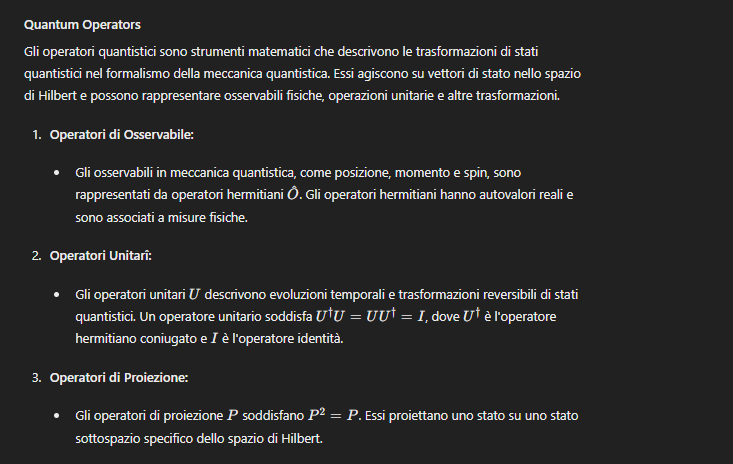 Quantum Operators
Gli operatori quantistici sono strumenti matematici che descrivono le trasformazioni di stati
quantistici nel formalismo della meccanica quantistica. Essi agiscono su vettori di stato nello spazio
di Hilbert e possono rappresentare osservabili fisiche, operazioni unitarie e altre trasformazioni.
1. Operatori di Osservabile:
• Gli osservabili in meccanica quantistica, come posizione, momento e spin, sono
rappresentati da operatori hermitiani Ô. Gli operatori hermitiani hanno autovalori reali e
sono associati a misure fisiche.
2. Operatori Unitarî:
• Gli operatori unitari U descrivono evoluzioni temporali e trasformazioni reversibili di stati
quantistici. Un operatore unitario soddisfa U†U = UU† = I, dove U† è l'operatore
hermitiano coniugato e I è l'operatore identità.
3. Operatori di Proiezione:
• Gli operatori di proiezione P soddisfano P² = P. Essi proiettano uno stato su uno stato
sottospazio specifico dello spazio di Hilbert.